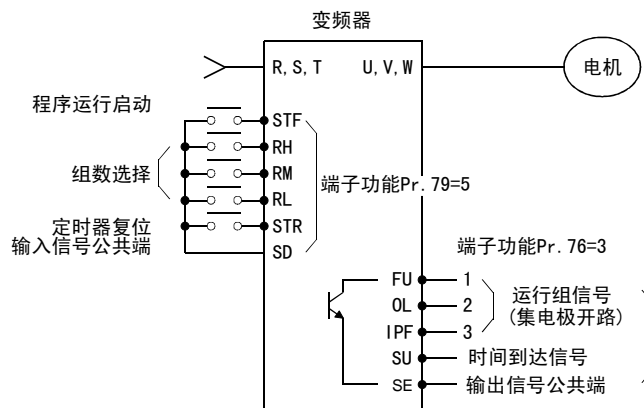 变频器
R,S,T
U,V,W
电机
程序运行启动
STF
RH
RM
RL
STR
SD
组数选择
定时器复位
输入信号公共端
端子功能Pr.79=5
端子功能Pr.76=3
FU 1
OL 2
IPF 3
运行组信号
(集电极开路)
SU 时间到达信号
SE 输出信号公共端